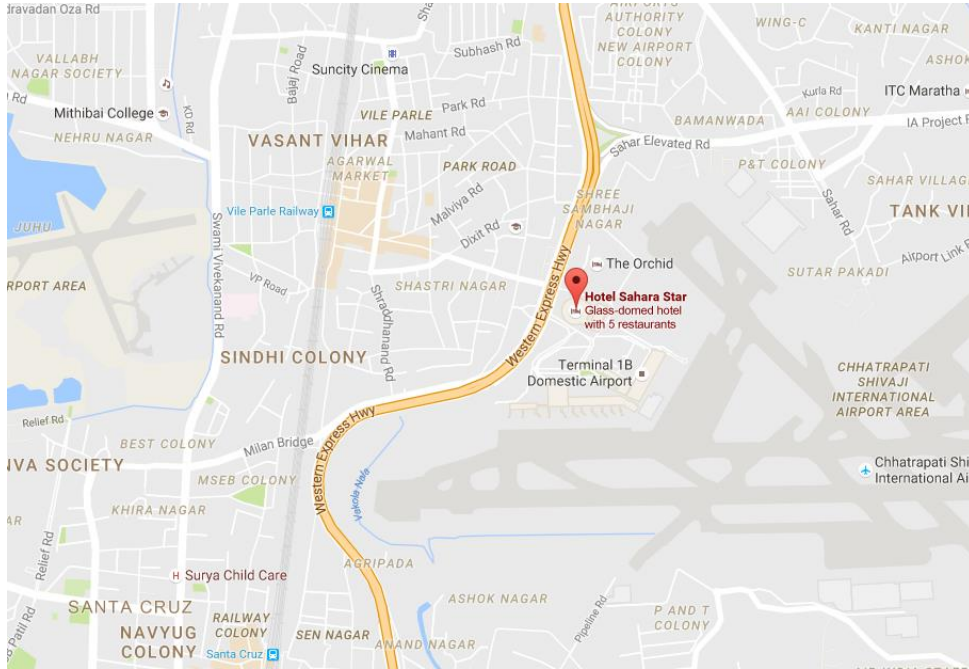 dravadan Oza Rd
VALLABH
NAGAR SOCIETY
Bajaj Road
Suncity Cinema
Subhash Rd
AUTHORITY
COLONY
NEW AIRPORT
COLONY
WING-C
KANTI NAGAR
Mithibai College
NEHRU NAGAR
KD Rd
VILE PARLE
Park Rd
Mahant Rd
VASANT VIHAR
AGARWAL
MARKET
PARK ROAD
BAMANWADA
Kurla Rd
AAI COLONY
ITC Maratha
IA Project
Sahar Elevated Rd
P&T COLONY
SAHAR VILLAG
Vile Parle Railway
Malviya Rd
Dixit Rd
SHREE
SAMBHAJI
NAGAR
Sahar Rd
TANK VI
JUHU
RPORT AREA
Swami Vivekanand Rd
VP Road
SHASTRI NAGAR
Shraddhanand Rd
Western Express Hwy
The Orchid
Hotel Sahara Star
Glass-domed hotel
with 5 restaurants
SUTAR PAKADI
Airport Link
SINDHI COLONY
Terminal 1B
Domestic Airport
CHHATRAPATI
SHIVAJI
INTERNATIONAL
AIRPORT AREA
Relief Rd
BEST COLONY
Milan Bridge
Western Express Hwy
NVA SOCIETY
MSEB COLONY
Vakola Nala
Chhatrapati Shi
International Ai
KHIRA NAGAR
Relief Rd
Surya Child Care
AGRIPADA
SANTA CRUZ
NAVYUG
COLONY
RAILWAY
COLONY
SEN NAGAR
ANAND NAGAR
ASHOK NAGAR
Pipeline Rd
P AND T
COLONY
B Patil Rd
Santa Cruz